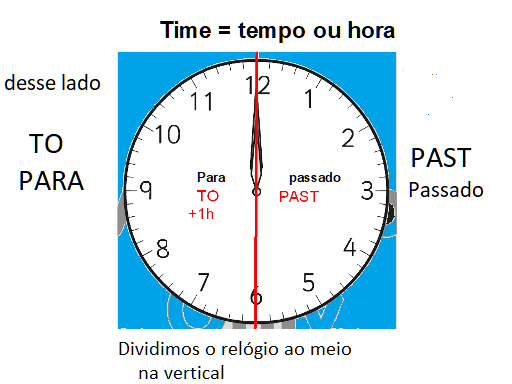 Time = tempo ou hora
desse lado
TO
PARA
12
11
1
10
2
9
Para
TO
+1h
passado
PAST
3
PAST
Passado
8
4
7
5
6
Dividimos o relógio ao meio
na vertical